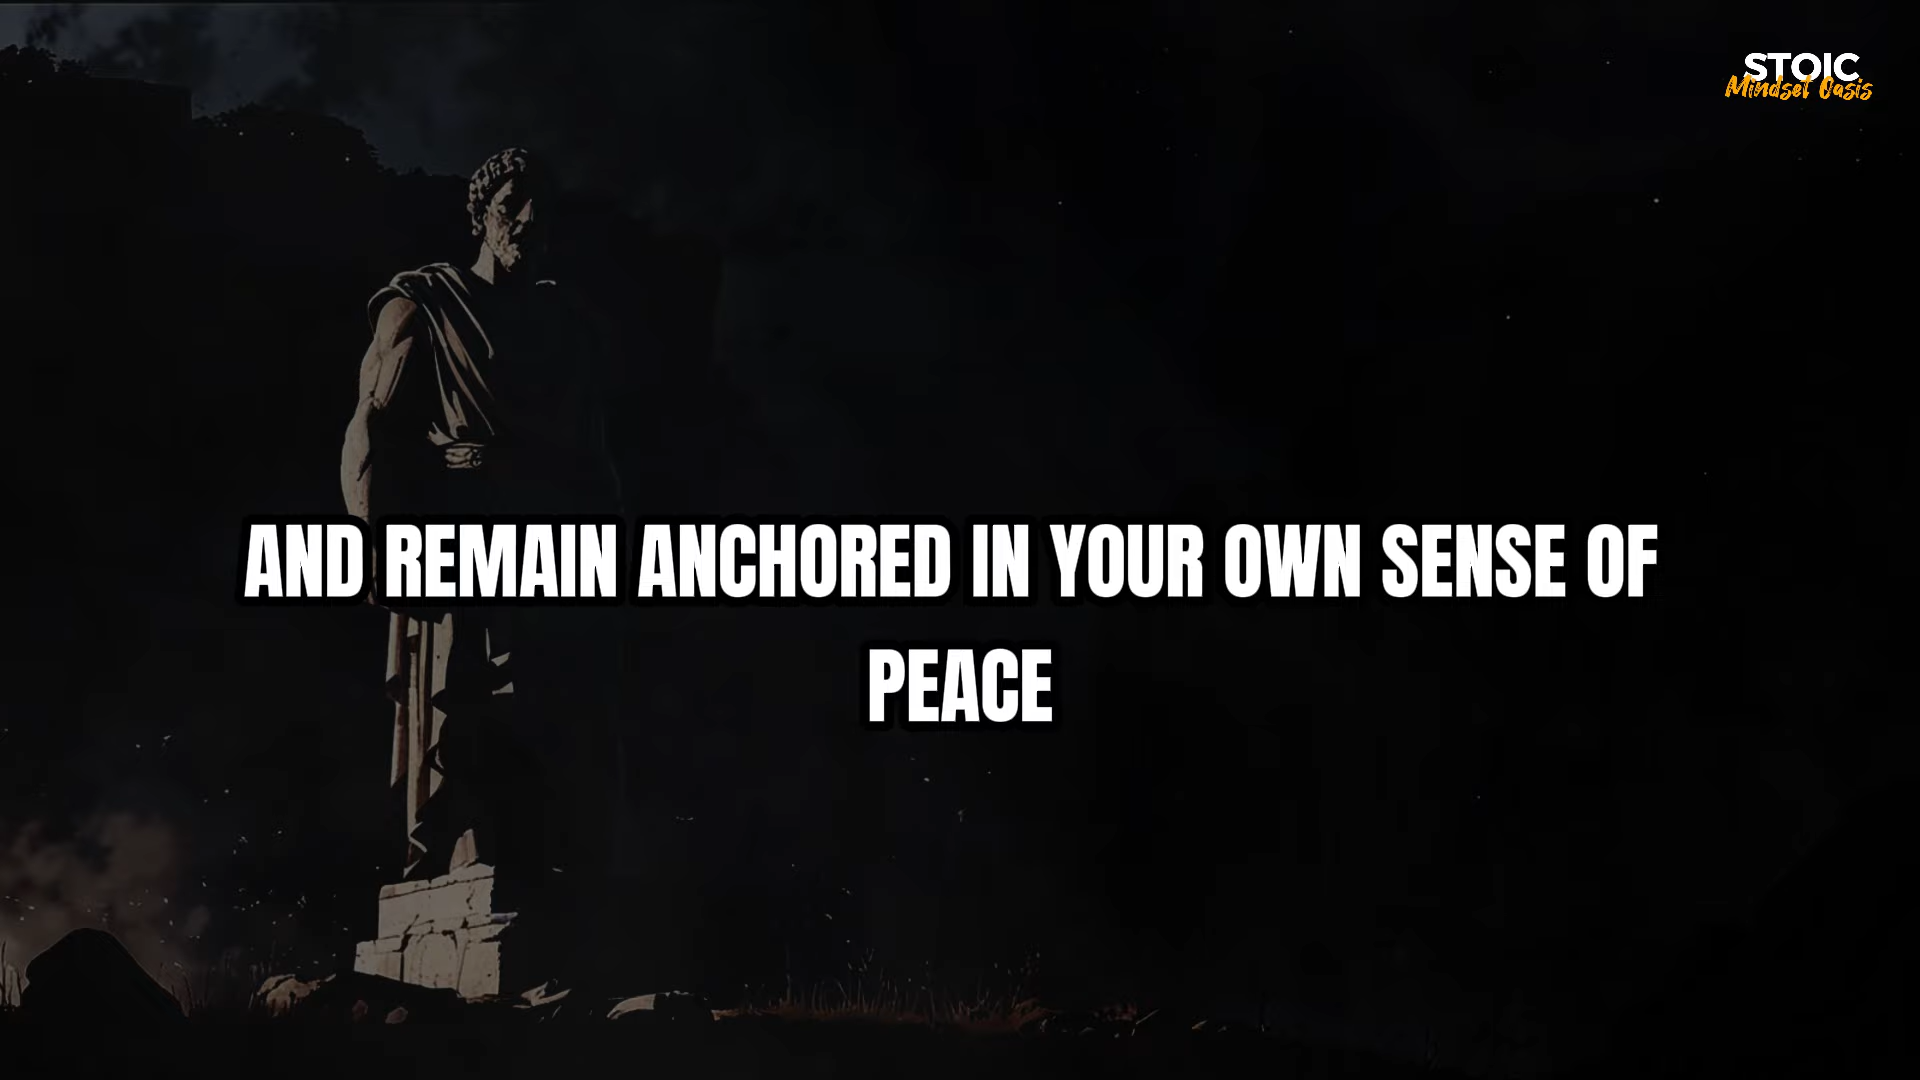 STOIC
Mindset Oasis
AND REMAIN ANCHORED IN YOUR OWN SENSE OF
PEACE